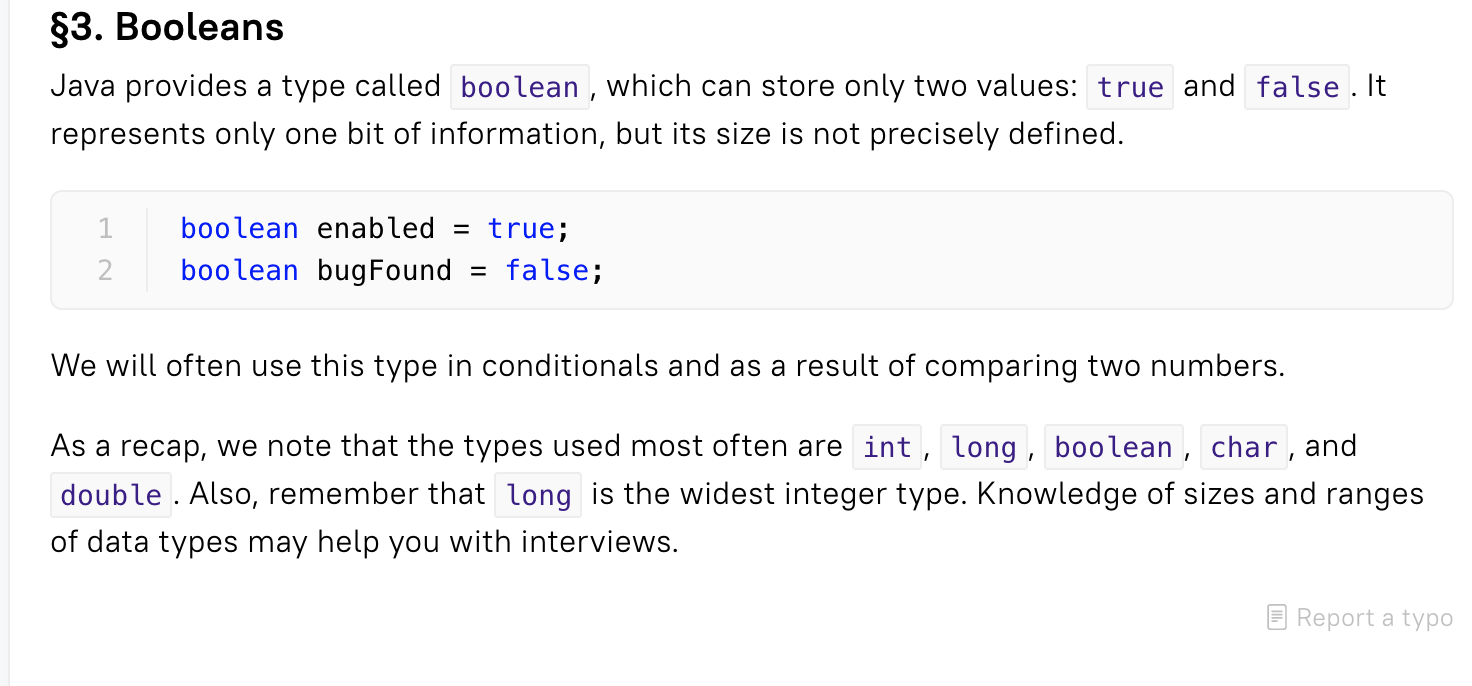 §3. Booleans
Java provides a type called boolean, which can store only two values: true and false. It
represents only one bit of information, but its size is not precisely defined.
1 boolean enabled = true;
2 boolean bugFound = false;
We will often use this type in conditionals and as a result of comparing two numbers.
As a recap, we note that the types used most often are int, long, boolean, char, and
double. Also, remember that long is the widest integer type. Knowledge of sizes and ranges
of data types may help you with interviews.
Report a typo